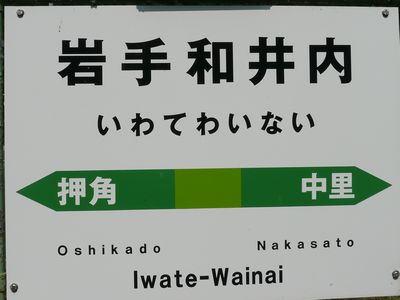 岩手和井内
いわてわいない
押角 中里
Oshikado Nakasato
Iwate-Wainai